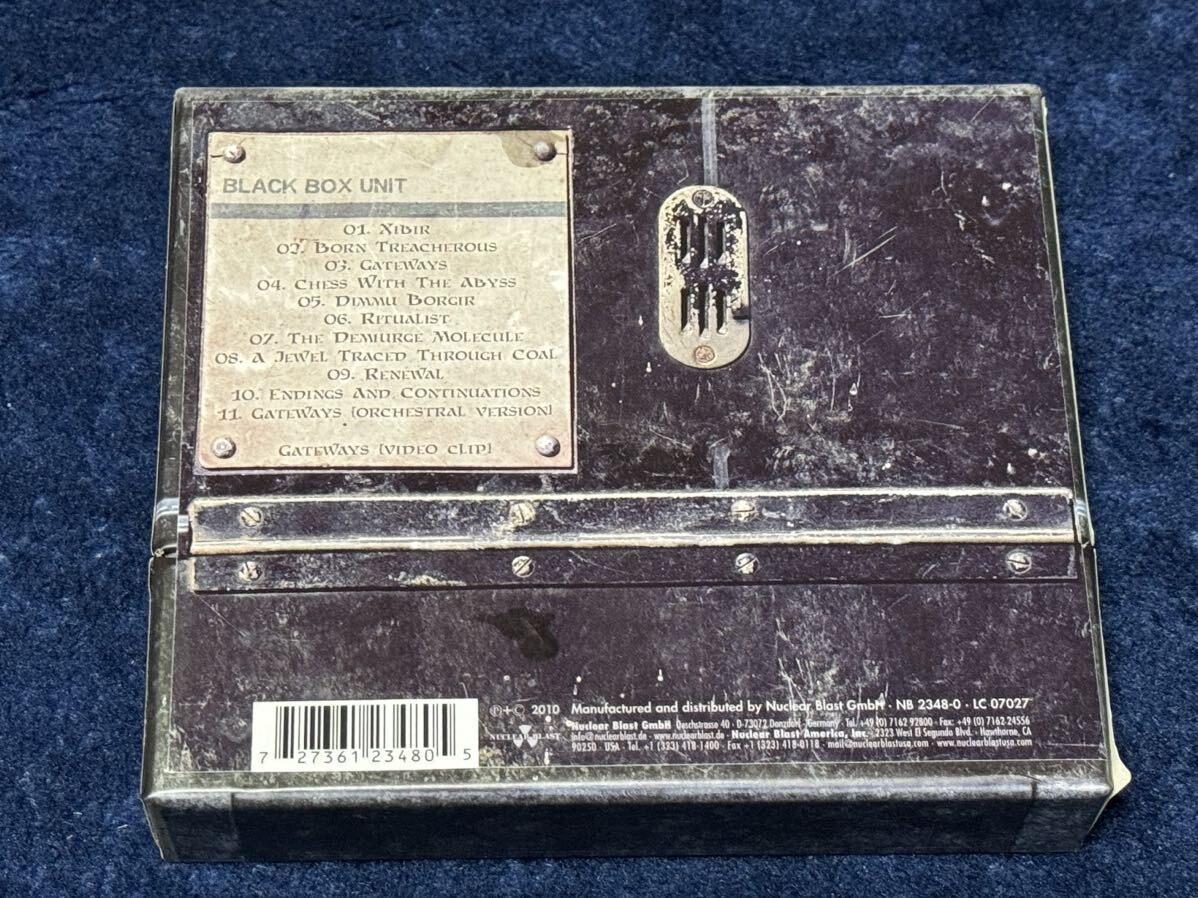 BLACK BOX UNIT
01. XIBIR
02. BORN TREACHEROUS
03. GATEWAYS
04. CHESS WITH THE ABYSS
05. DIMMU BORGIR
06. RITUALIST
07. THE DEMIURGE MOLECULE
08. A JEWEL TRACED THROUGH COAL
09. RENEWAL
10. ENDINGS AND CONTINUATIONS
11. GATEWAYS [ORCHESTRAL VERSION]
GATEWAYS [VIDEO CLIP]
7 27361 23480 5
NUCLEAR BLAST
℗+© 2010 Manufactured and distributed by Nuclear Blast GmbH · NB 2348-0 · LC 07027
Nuclear Blast GmbH Oeschstrasse 40 · D-73072 Donzdorf · Germany · Tel. +49 (0) 7162 92800 · Fax: +49 (0) 7162-24556
info@nuclearblast.de · www.nuclearblast.de · Nuclear Blast America, Inc. · 2323 West El Segundo Blvd. · Hawthorne, CA
90250 · USA · Tel. +1 (323) 418-1400 · Fax +1 (323) 418-0118 · mail@nuclearblastusa.com · www.nuclearblastusa.com